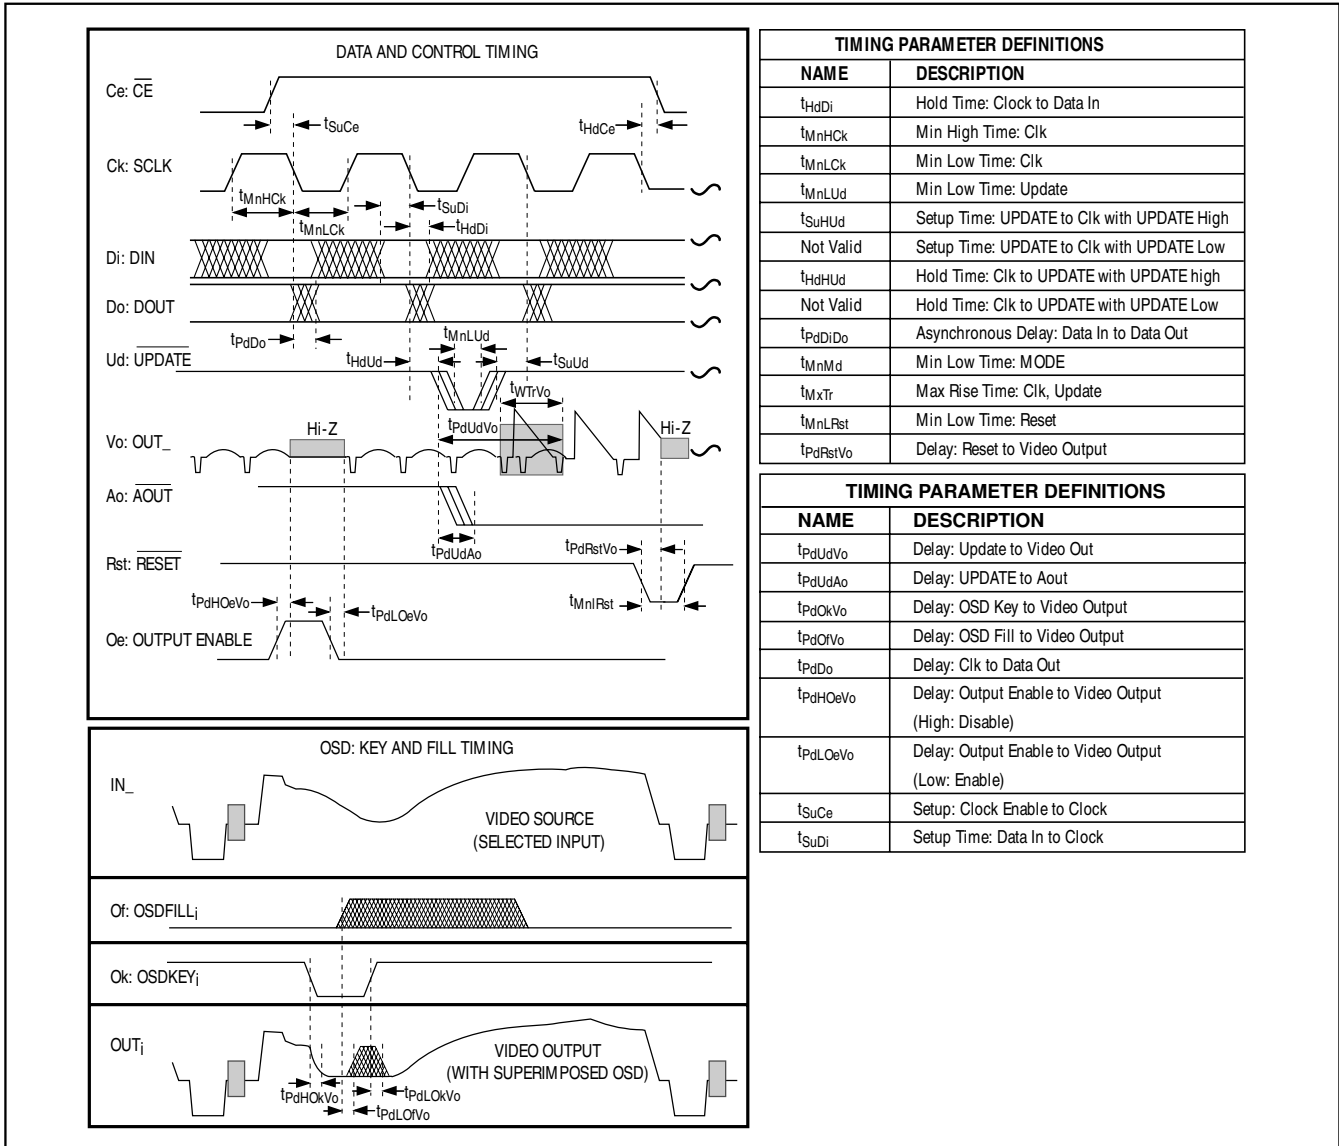 DATA AND CONTROL TIMING
Ce: CE
tSuCe
tHdCe
Ck: SCLK
tMnHCk
tMnLCk
tSuDi
tHdDi
Di: DIN
Do: DOUT
tPdDo
tMnLUd
Ud: UPDATE
tHdUd
tSuUd
tWTrVo
tPdUdVo
Hi-Z
Hi-Z
Vo: OUT_
Ao: AOUT
tPdUdAo
tPdRstVo
Rst: RESET
tMnlRst
tPdHOeVo
tPdLOeVo
Oe: OUTPUT ENABLE
OSD: KEY AND FILL TIMING
IN_
VIDEO SOURCE
(SELECTED INPUT)
Of: OSDFILLi
Ok: OSDKEYi
OUTi
VIDEO OUTPUT
(WITH SUPERIMPOSED OSD)
tPdHOkVo
tPdLOkVo
tPdLOfVo
TIMING PARAMETER DEFINITIONS
NAME DESCRIPTION
tHdDi Hold Time: Clock to Data In
tMnHCk Min High Time: Clk
tMnLCk Min Low Time: Clk
tMnLUd Min Low Time: Update
tSuHUd Setup Time: UPDATE to Clk with UPDATE High
Not Valid Setup Time: UPDATE to Clk with UPDATE Low
tHdHUd Hold Time: Clk to UPDATE with UPDATE high
Not Valid Hold Time: Clk to UPDATE with UPDATE Low
tPdDiDo Asynchronous Delay: Data In to Data Out
tMnMd Min Low Time: MODE
tMxTr Max Rise Time: Clk, Update
tMnLRst Min Low Time: Reset
tPdRstVo Delay: Reset to Video Output
TIMING PARAMETER DEFINITIONS
NAME DESCRIPTION
tPdUdVo Delay: Update to Video Out
tPdUdAo Delay: UPDATE to Aout
tPdOkVo Delay: OSD Key to Video Output
tPdOfVo Delay: OSD Fill to Video Output
tPdDo Delay: Clk to Data Out
tPdHOeVo Delay: Output Enable to Video Output
(High: Disable)
tPdLOeVo Delay: Output Enable to Video Output
(Low: Enable)
tSuCe Setup: Clock Enable to Clock
tSuDi Setup Time: Data In to Clock